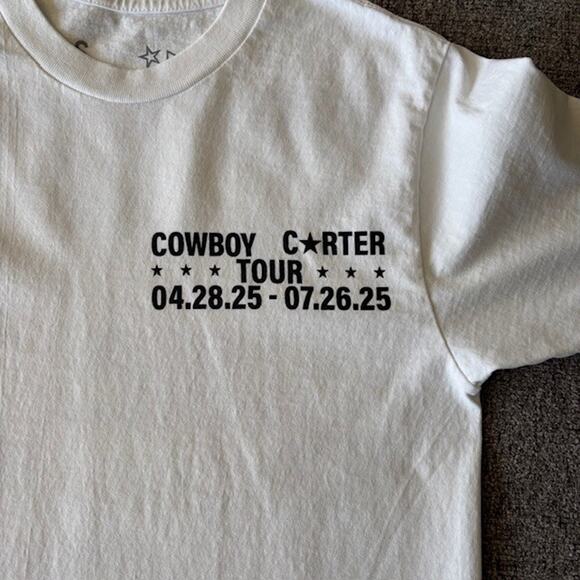 COWBOY C★RTER
★ ★ ★ TOUR ★ ★ ★
04.28.25 - 07.26.25